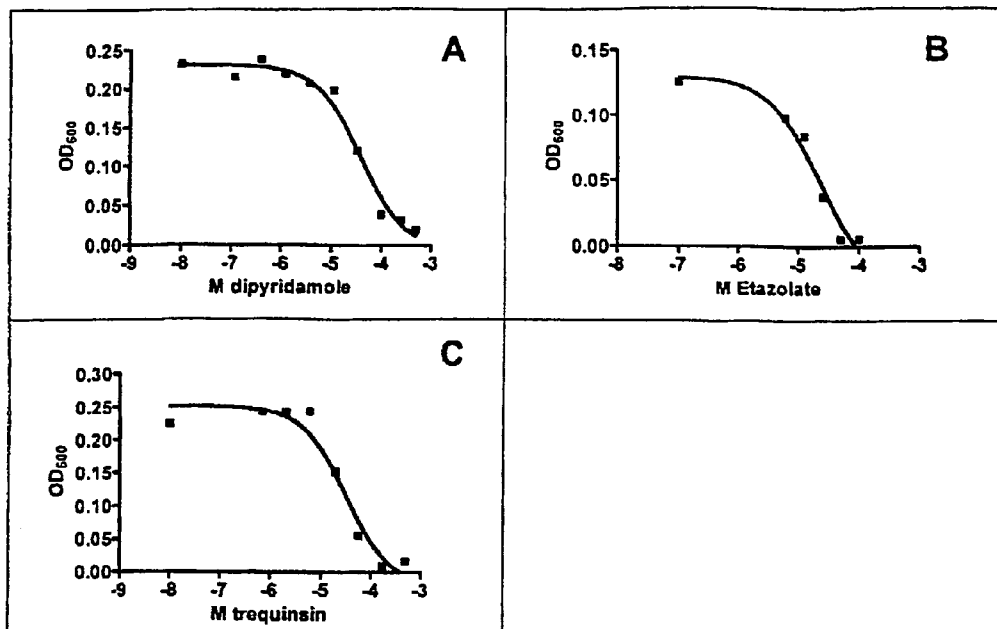 A
0.25
0.20
0.15
0.10
0.05
0.00
OD600
-9 -8 -7 -6 -5 -4 -3
M dipyridamole
B
0.15
0.10
0.05
0.00
OD600
-8 -7 -6 -5 -4 -3
M Etazolate
C
0.30
0.25
0.20
0.15
0.10
0.05
0.00
OD600
-9 -8 -7 -6 -5 -4 -3
M trequinsin